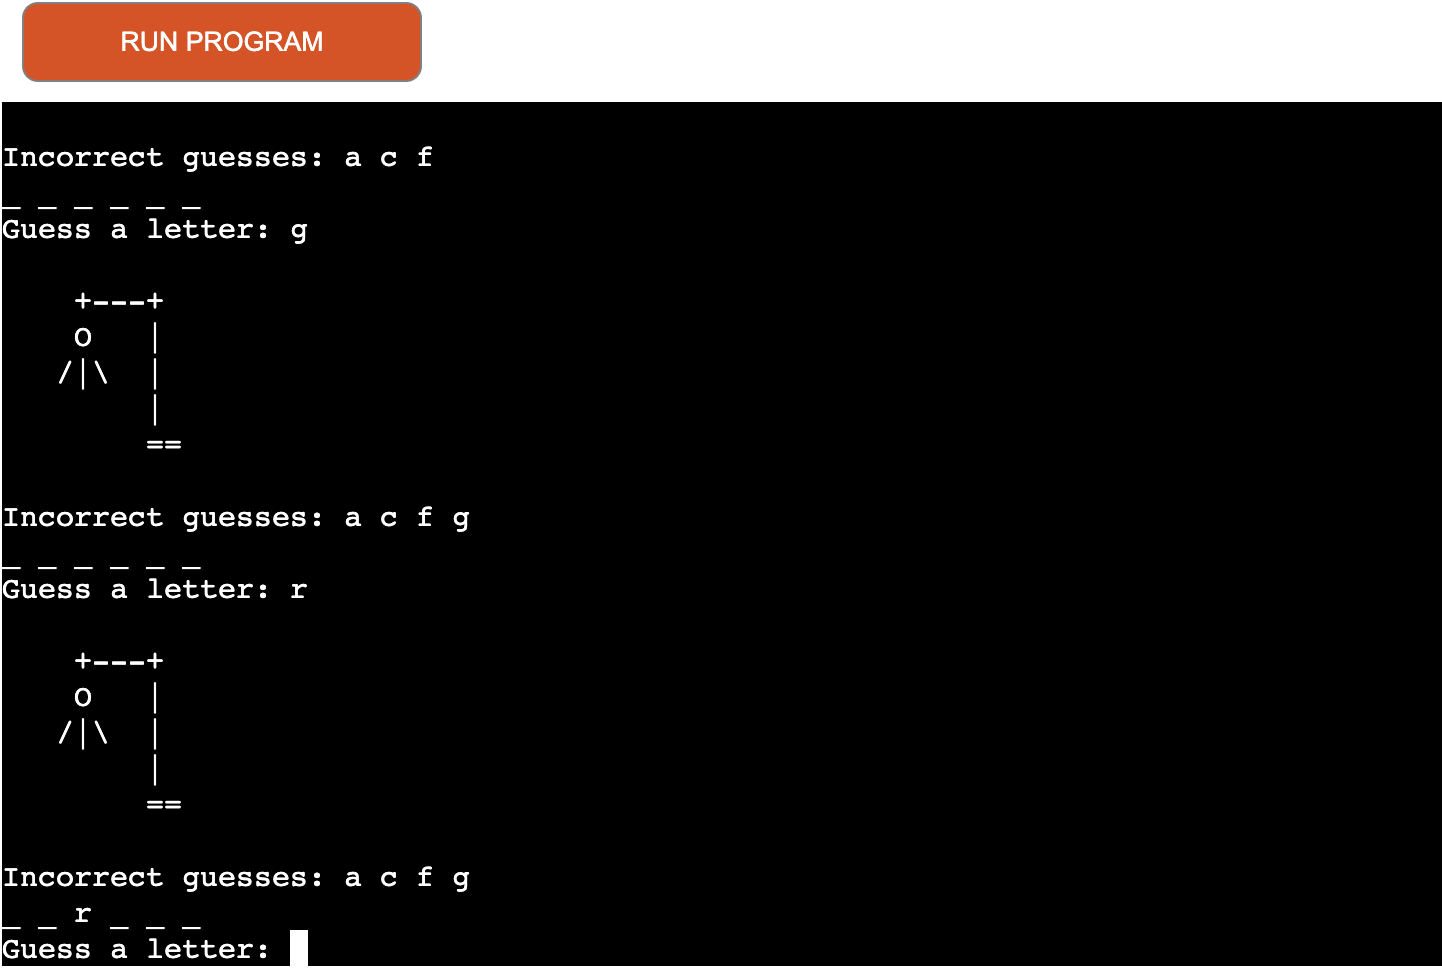 RUN PROGRAM
Incorrect guesses: a c f
_ _ _ _ _ _
Guess a letter: g
    +---+
    o   |
   /|\  |
        |
        ==
Incorrect guesses: a c f g
_ _ _ _ _ _
Guess a letter: r
    +---+
    o   |
   /|\  |
        |
        ==
Incorrect guesses: a c f g
_ _ r _ _ _
Guess a letter: